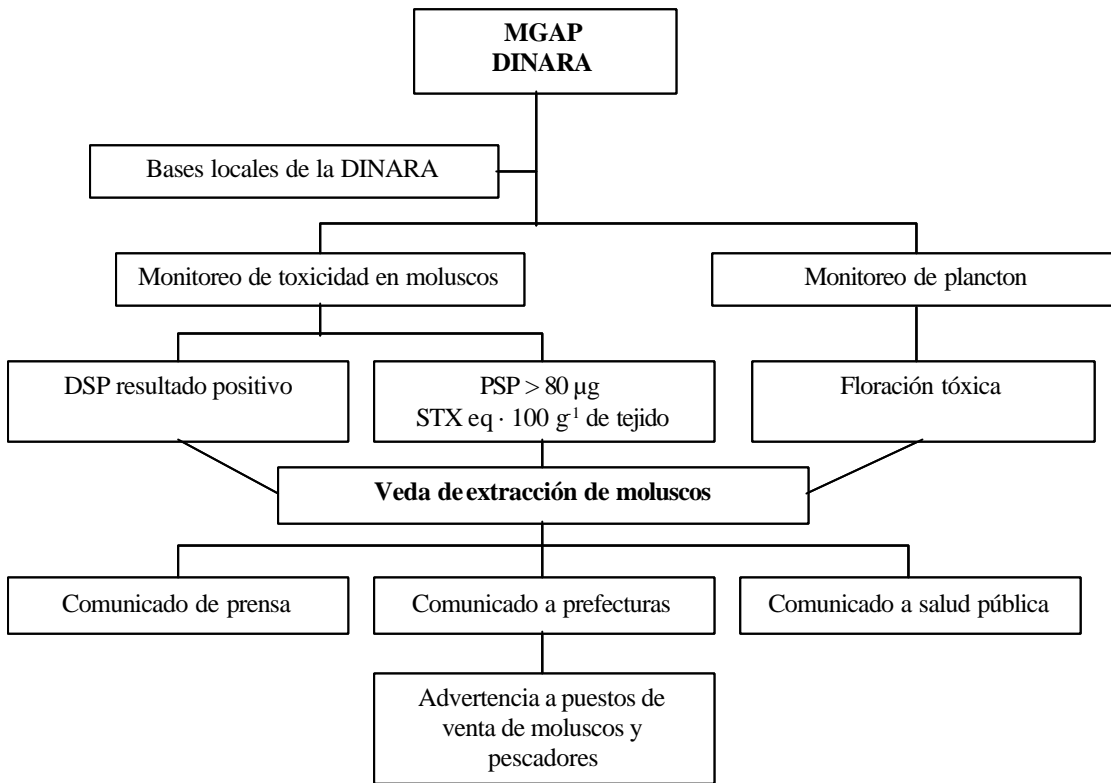 MGAP
DINARA
Bases locales de la DINARA
Monitoreo de toxicidad en moluscos
Monitoreo de plancton
DSP resultado positivo
PSP > 80 µg
STX eq · 100 g⁻¹ de tejido
Floración tóxica
Veda de extracción de moluscos
Comunicado de prensa
Comunicado a prefecturas
Comunicado a salud pública
Advertencia a puestos de
venta de moluscos y
pescadores